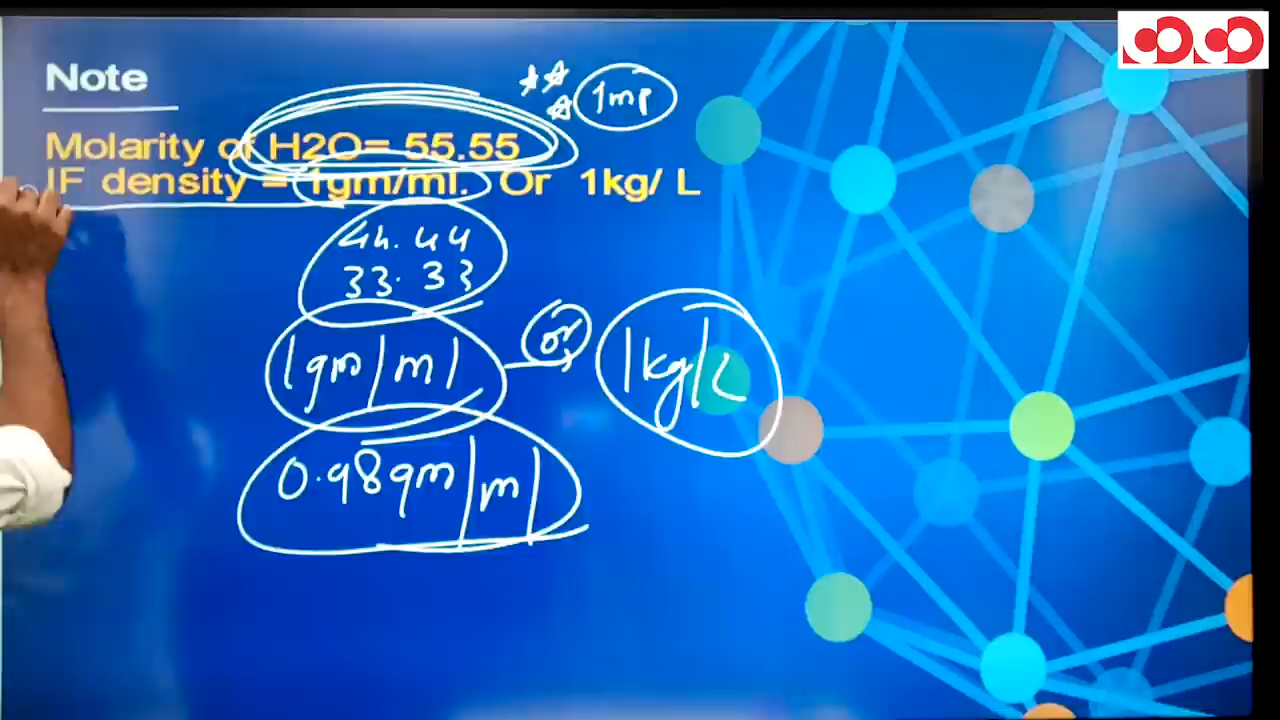 Note
Imp
Molarity of H2O= 55.55
IF density = 1gm/ml. Or 1kg/ L
44.44
33.33
1gm/ml or 1kg/L
0.98gm/ml